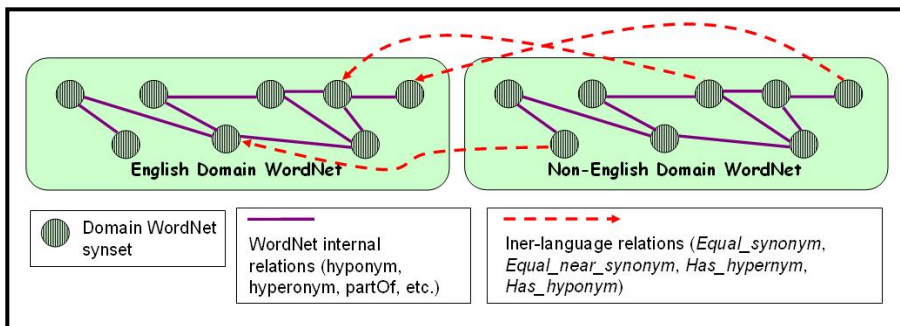 English Domain WordNet
Non-English Domain WordNet
Domain WordNet
synset
WordNet internal
relations (hyponym,
hyperonym, partOf, etc.)
Iner-language relations (Equal_synonym,
Equal_near_synonym, Has_hypernym,
Has_hyponym)